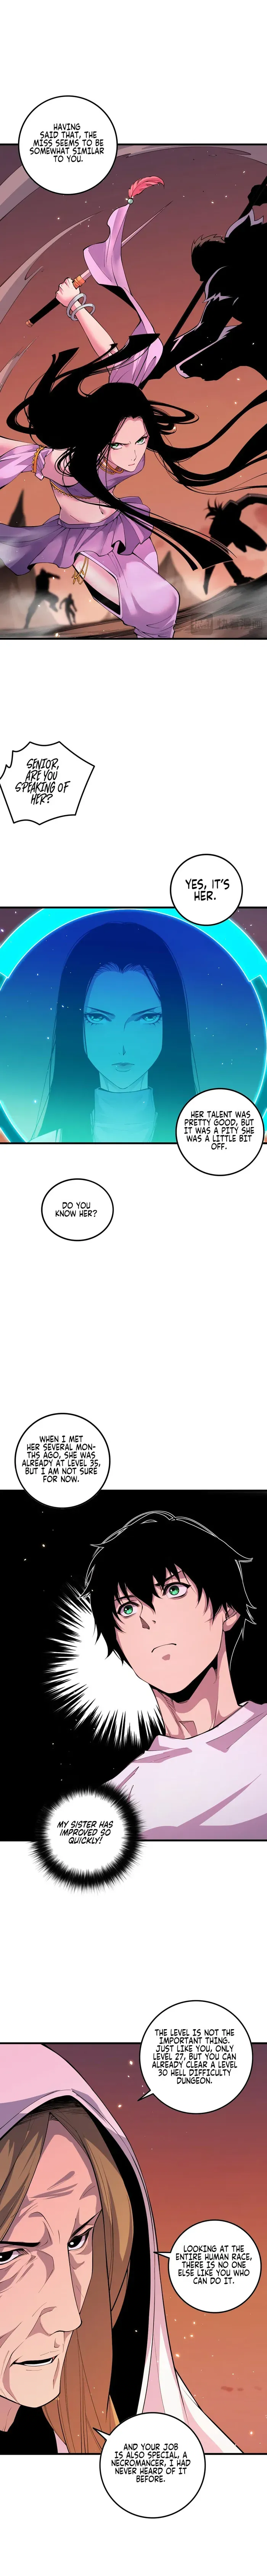 HAVING
SAID THAT, THE
MISS SEEMS TO BE
SOMEWHAT SIMILAR
TO YOU.
SENIOR,
ARE YOU
SPEAKING OF
HER?
YES, IT'S
HER.
HER TALENT WAS
PRETTY GOOD, BUT
IT WAS A PITY SHE
WAS A LITTLE BIT
OFF.
DO YOU
KNOW HER?
WHEN I MET
HER SEVERAL MON-
THS AGO, SHE WAS
ALREADY AT LEVEL 35,
BUT I AM NOT SURE
FOR NOW.
MY SISTER HAS
IMPROVED SO
QUICKLY!
THE LEVEL IS NOT THE
IMPORTANT THING.
JUST LIKE YOU, ONLY
LEVEL 27, BUT YOU CAN
ALREADY CLEAR A LEVEL
30 HELL DIFFICULTY
DUNGEON.
LOOKING AT THE
ENTIRE HUMAN RACE,
THERE IS NO ONE
ELSE LIKE YOU WHO
CAN DO IT.
AND YOUR JOB
IS ALSO SPECIAL, A
NECROMANCER, I HAD
NEVER HEARD OF IT
BEFORE.